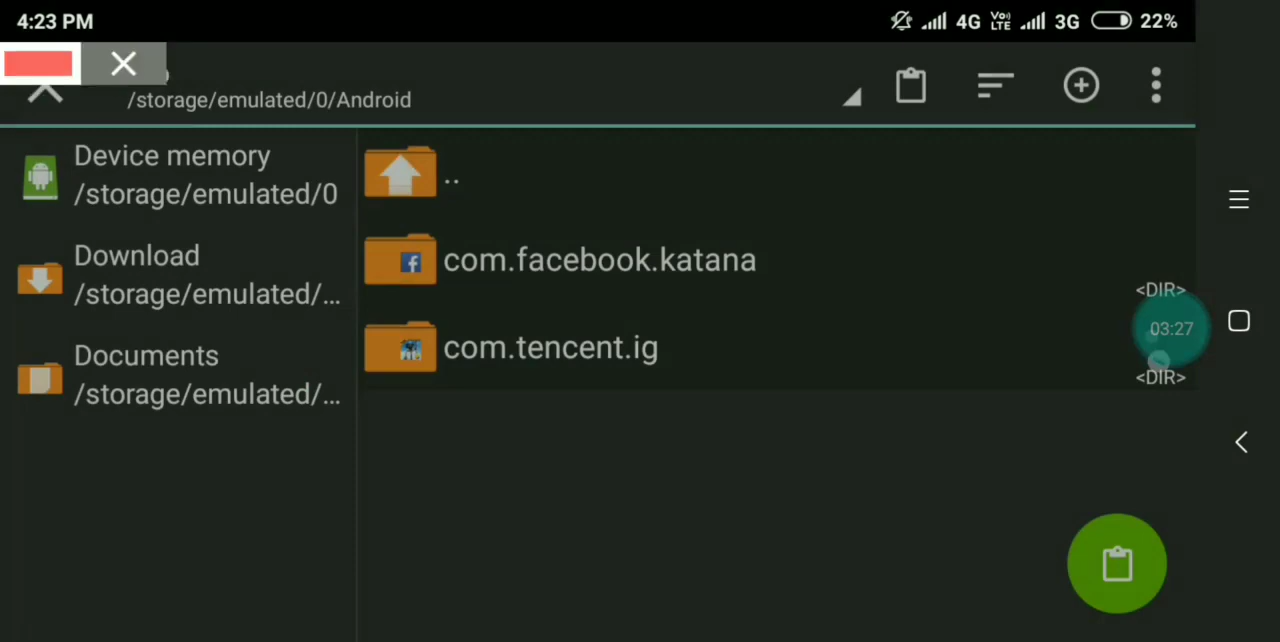 4:23 PM
4G VoLTE 3G 22%
/storage/emulated/0/Android
Device memory
/storage/emulated/0
Download
/storage/emulated/...
Documents
/storage/emulated/...
..
com.facebook.katana
<DIR>
com.tencent.ig
03:27
<DIR>